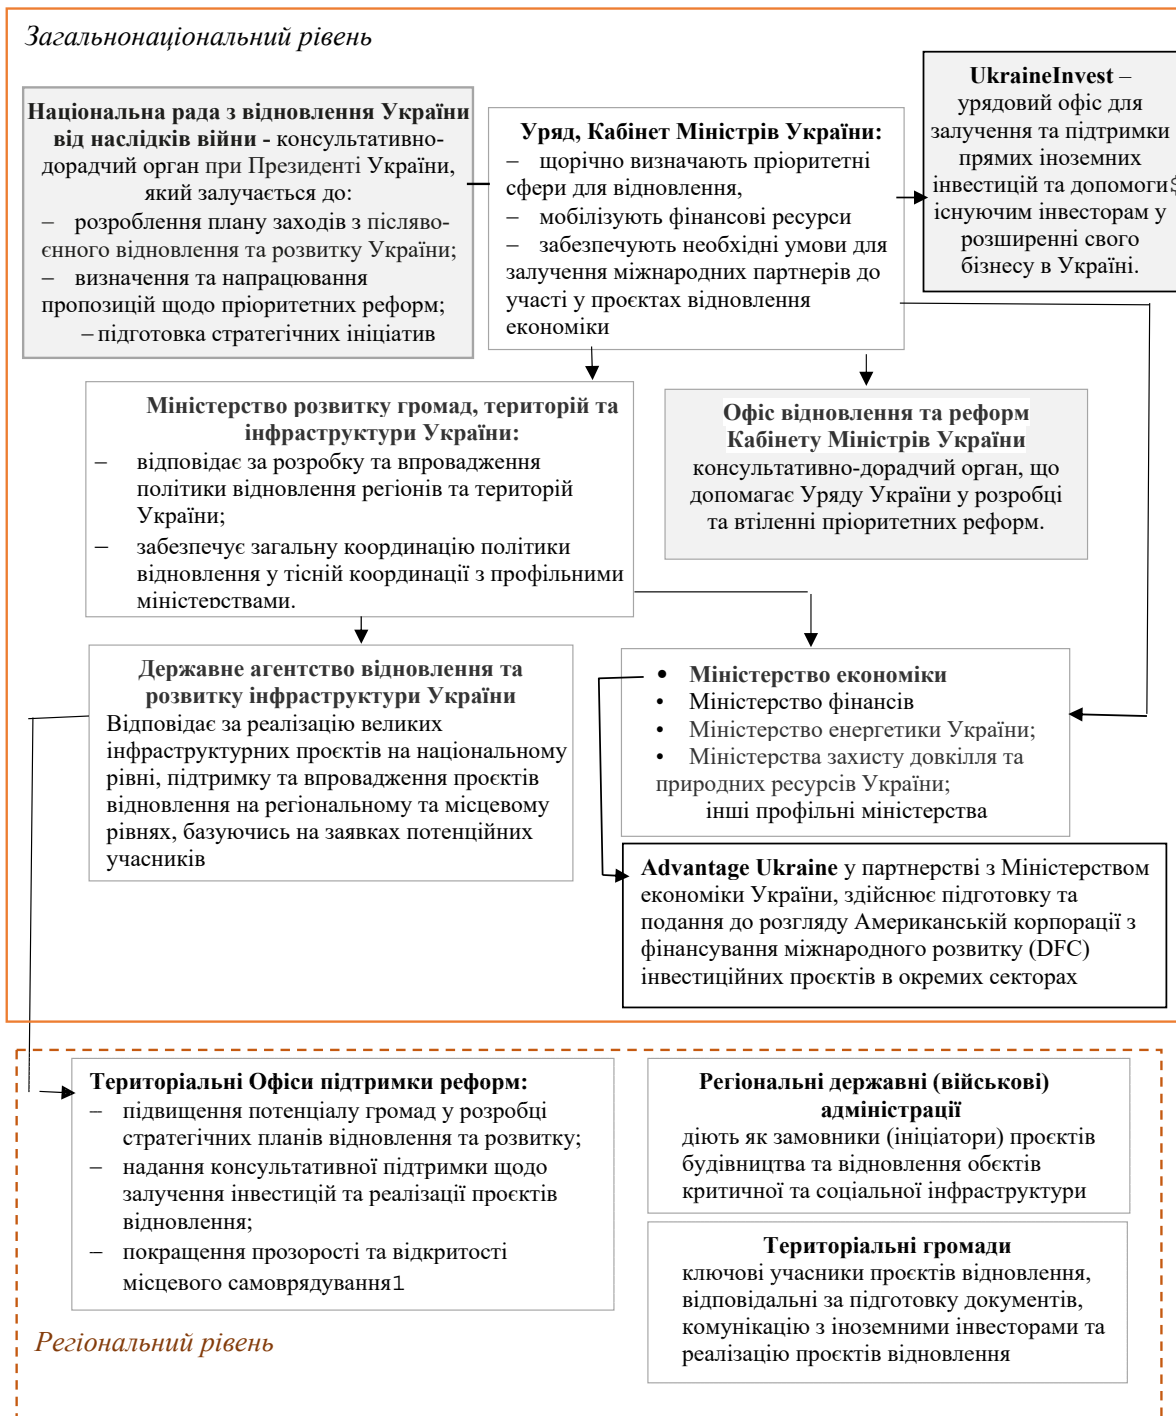 Загальнонаціональний рівень
Національна рада з відновлення України
від наслідків війни - консультативно-
дорадчий орган при Президенті України,
який залучається до:
– розроблення плану заходів з післяво-
єнного відновлення та розвитку України;
– визначення та напрацювання
пропозицій щодо пріоритетних реформ;
– підготовка стратегічних ініціатив
Уряд, Кабінет Міністрів України:
– щорічно визначають пріоритетні
сфери для відновлення,
– мобілізують фінансові ресурси
– забезпечують необхідні умови для
залучення міжнародних партнерів до
участі у проєктах відновлення
економіки
UkraineInvest –
урядовий офіс для
залучення та підтримки
прямих іноземних
інвестицій та допомоги$
існуючим інвесторам у
розширенні свого
бізнесу в Україні.
Міністерство розвитку громад, територій та
інфраструктури України:
– відповідає за розробку та впровадження
політики відновлення регіонів та територій
України;
– забезпечує загальну координацію політики
відновлення у тісній координації з профільними
міністерствами.
Офіс відновлення та реформ
Кабінету Міністрів України
консультативно-дорадчий орган, що
допомагає Уряду України у розробці
та втіленні пріоритетних реформ.
Державне агентство відновлення та
розвитку інфраструктури України
Відповідає за реалізацію великих
інфраструктурних проєктів на національному
рівні, підтримку та впровадження проєктів
відновлення на регіональному та місцевому
рівнях, базуючись на заявках потенційних
учасників
• Міністерство економіки
• Міністерство фінансів
• Міністерство енергетики України;
• Міністерства захисту довкілля та
природних ресурсів України;
інші профільні міністерства
Advantage Ukraine у партнерстві з Міністерством
економіки України, здійснює підготовку та
подання до розгляду Американській корпорації з
фінансування міжнародного розвитку (DFC)
інвестиційних проєктів в окремих секторах
Територіальні Офіси підтримки реформ:
– підвищення потенціалу громад у розробці
стратегічних планів відновлення та розвитку;
– надання консультативної підтримки щодо
залучення інвестицій та реалізації проєктів
відновлення;
– покращення прозорості та відкритості
місцевого самоврядування1
Регіональні державні (військові)
адміністрації
діють як замовники (ініціатори) проєктів
будівництва та відновлення обєктів
критичної та соціальної інфраструктури
Територіальні громади
ключові учасники проєктів відновлення,
відповідальні за підготовку документів,
комунікацію з іноземними інвесторами та
реалізацію проєктів відновлення
Регіональний рівень